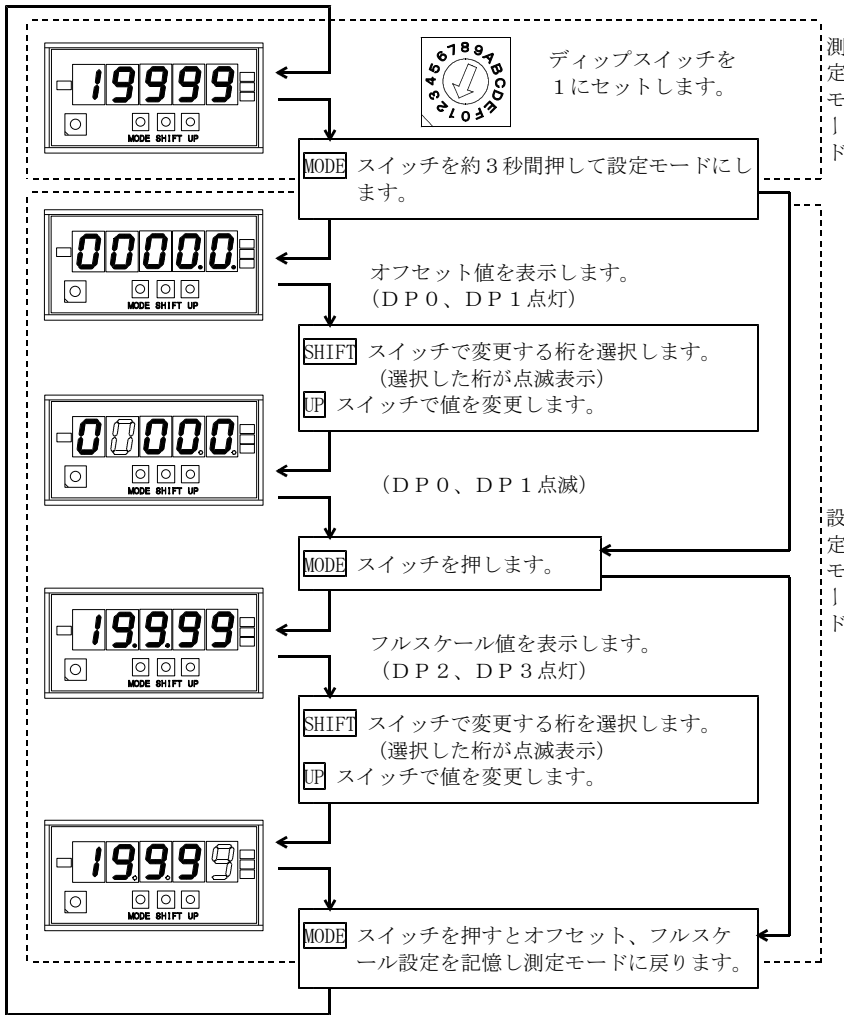 19999
MODE SHIFT UP
456789ABCDEF0123
ディップスイッチを
1にセットします。
測定モード
MODE スイッチを約3秒間押して設定モードにし
ます。
0000.0.
MODE SHIFT UP
オフセット値を表示します。
(DP0、DP1点灯)
SHIFT スイッチで変更する桁を選択します。
(選択した桁が点滅表示)
UP スイッチで値を変更します。
0000.0.
MODE SHIFT UP
(DP0、DP1点滅)
設定モード
MODE スイッチを押します。
19.9.99
MODE SHIFT UP
フルスケール値を表示します。
(DP2、DP3点灯)
SHIFT スイッチで変更する桁を選択します。
(選択した桁が点滅表示)
UP スイッチで値を変更します。
19.9.99
MODE SHIFT UP
MODE スイッチを押すとオフセット、フルスケ
ール設定を記憶し測定モードに戻ります。